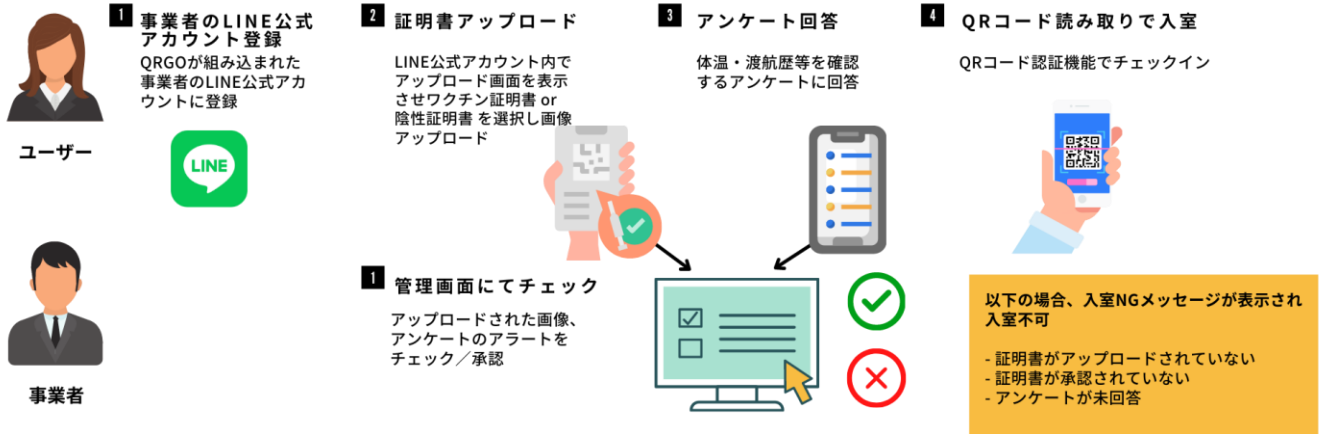 1 事業者のLINE公式
アカウント登録
QRGOが組み込まれた
事業者のLINE公式アカ
ウントに登録
LINE
ユーザー
2 証明書アップロード
LINE公式アカウント内で
アップロード画面を表示
させワクチン証明書 or
陰性証明書 を選択し画像
アップロード
3 アンケート回答
体温・渡航歴等を確認
するアンケートに回答
4 QRコード読み取りで入室
QRコード認証機能でチェックイン
事業者
1 管理画面にてチェック
アップロードされた画像、
アンケートのアラートを
チェック／承認
以下の場合、入室NGメッセージが表示され
入室不可
- 証明書がアップロードされていない
- 証明書が承認されていない
- アンケートが未回答